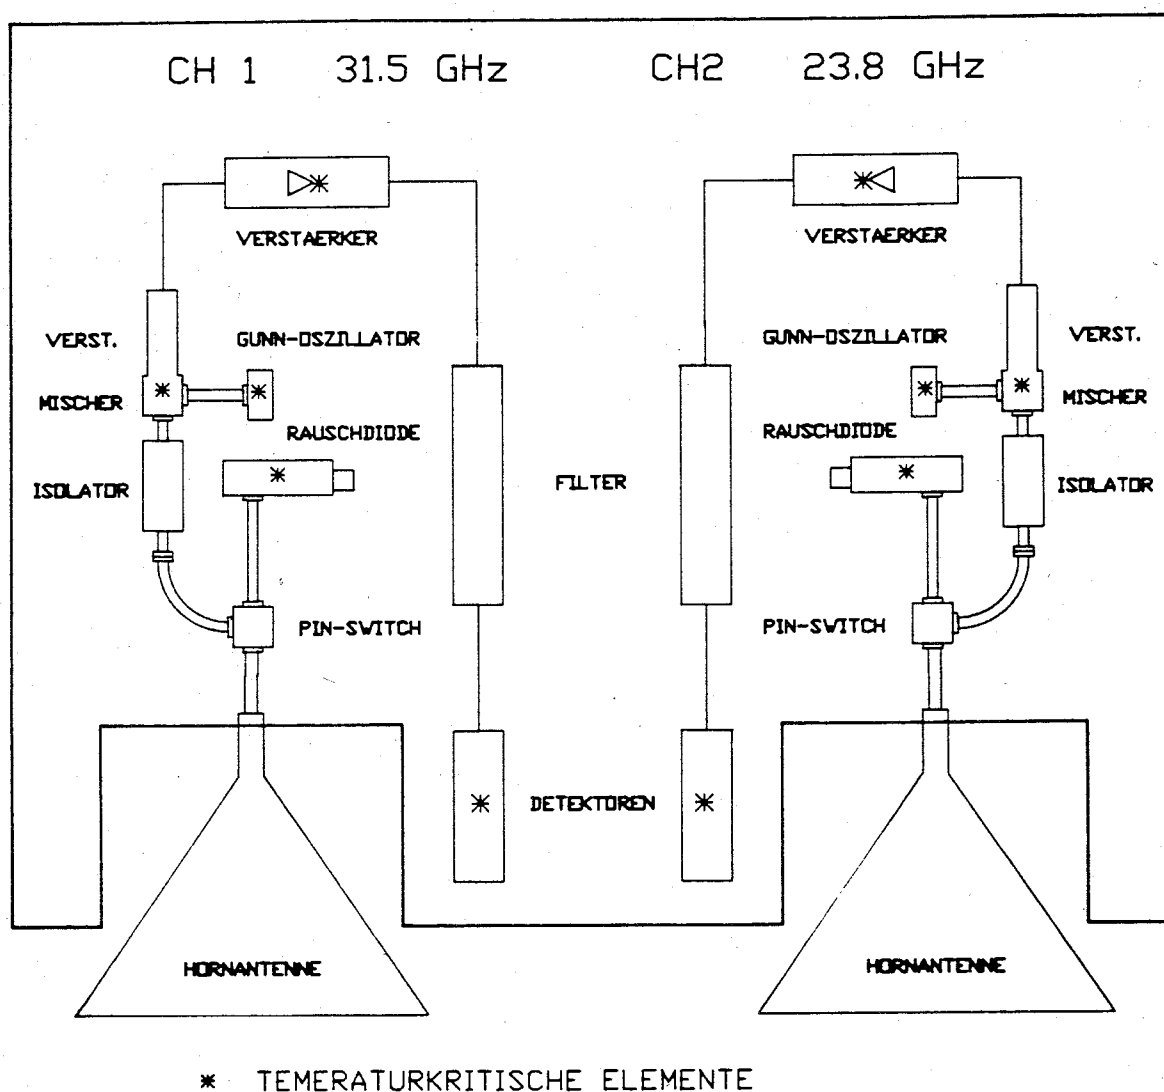 CH 1 31.5 GHz CH2 23.8 GHz
VERSTAERKER VERSTAERKER
VERST. GUNN-OSZILLATOR GUNN-OSZILLATOR VERST.
MISCHER MISCHER
RAUSCHDIODE RAUSCHDIODE
ISOLATOR FILTER ISOLATOR
PIN-SWITCH PIN-SWITCH
DETEKTOREN
HORNANTENNE HORNANTENNE
* TEMERATURKRITISCHE ELEMENTE